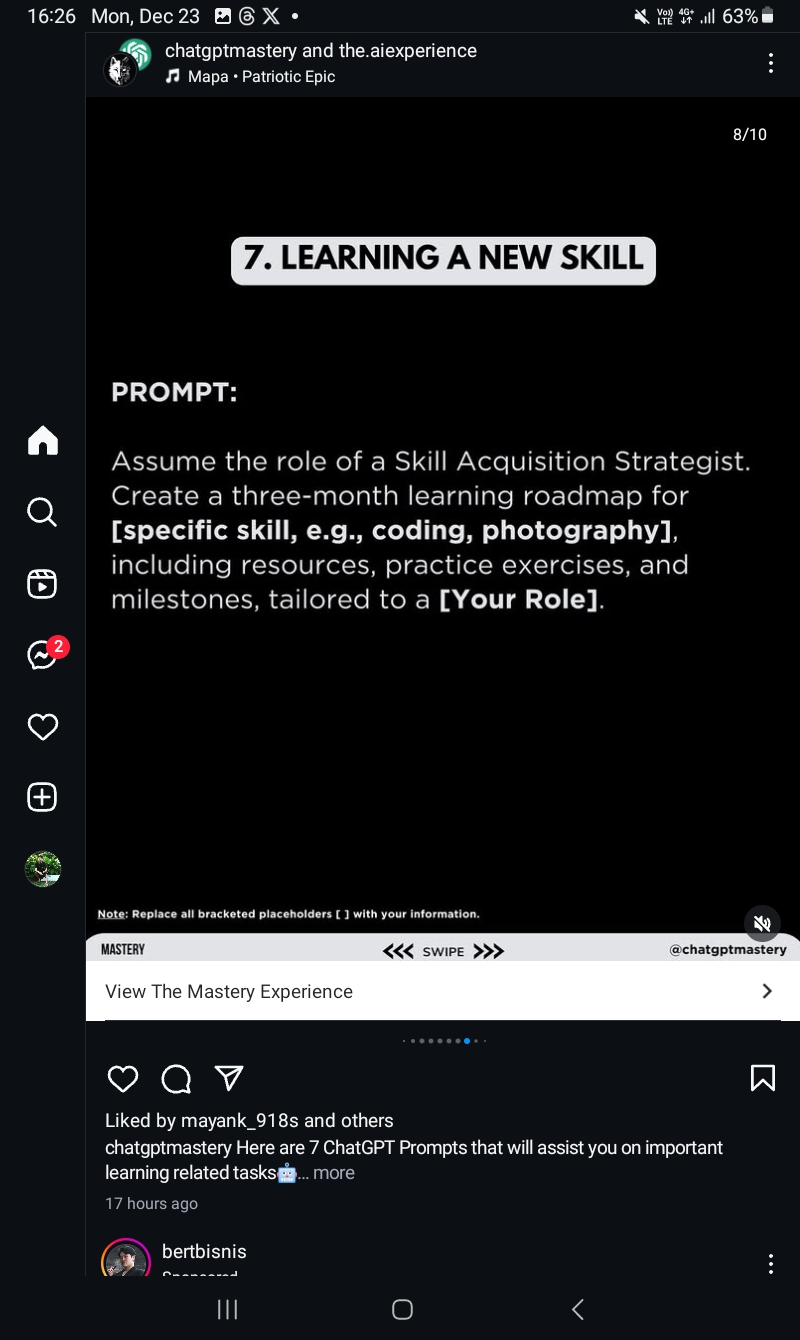 16:26 Mon, Dec 23
Vo)) LTE 4G+ 63%
chatgptmastery and the.aiexperience
Mapa • Patriotic Epic
8/10
7. LEARNING A NEW SKILL
PROMPT:
Assume the role of a Skill Acquisition Strategist.
Create a three-month learning roadmap for
[specific skill, e.g., coding, photography],
including resources, practice exercises, and
milestones, tailored to a [Your Role].
2
Note: Replace all bracketed placeholders [ ] with your information.
MASTERY
<<< SWIPE >>>
@chatgptmastery
View The Mastery Experience
Liked by mayank_918s and others
chatgptmastery Here are 7 ChatGPT Prompts that will assist you on important
learning related tasks🤖... more
17 hours ago
bertbisnis
Sponsored